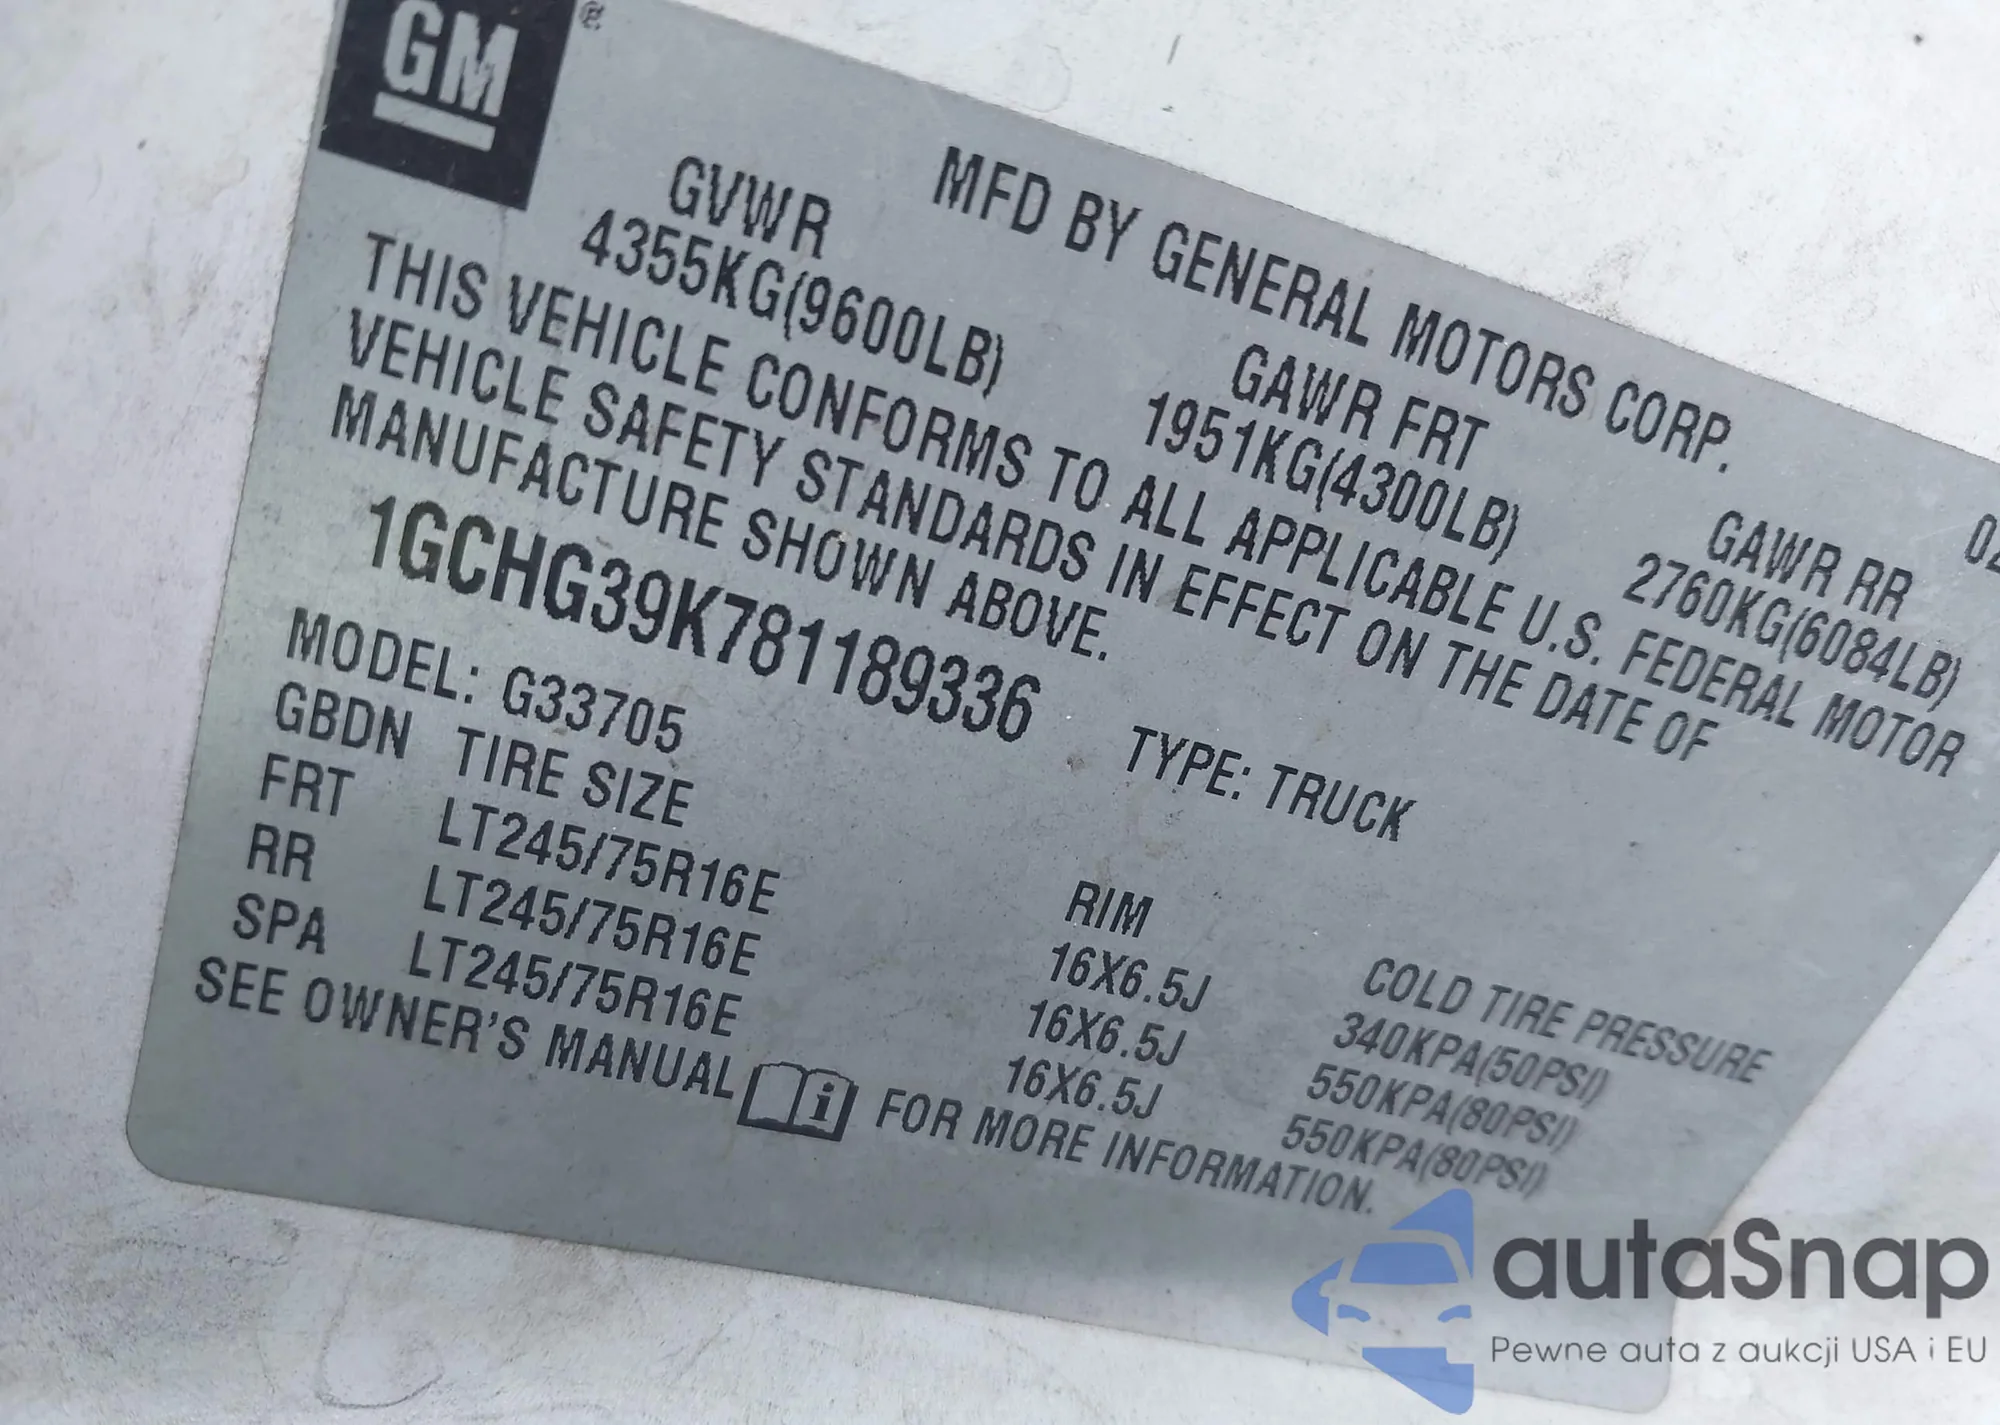 GM ®
MFD BY GENERAL MOTORS CORP.
GVWR GAWR FRT GAWR RR
4355KG(9600LB) 1951KG(4300LB) 2760KG(6084LB)
THIS VEHICLE CONFORMS TO ALL APPLICABLE U.S. FEDERAL MOTOR
VEHICLE SAFETY STANDARDS IN EFFECT ON THE DATE OF
MANUFACTURE SHOWN ABOVE.
1GCHG39K781189336 TYPE: TRUCK
MODEL: G33705
GBDN TIRE SIZE RIM COLD TIRE PRESSURE
FRT LT245/75R16E 16X6.5J 340KPA(50PSI)
RR LT245/75R16E 16X6.5J 550KPA(80PSI)
SPA LT245/75R16E 16X6.5J 550KPA(80PSI)
SEE OWNER'S MANUAL i FOR MORE INFORMATION.
autaSnap
Pewne auta z aukcji USA i EU